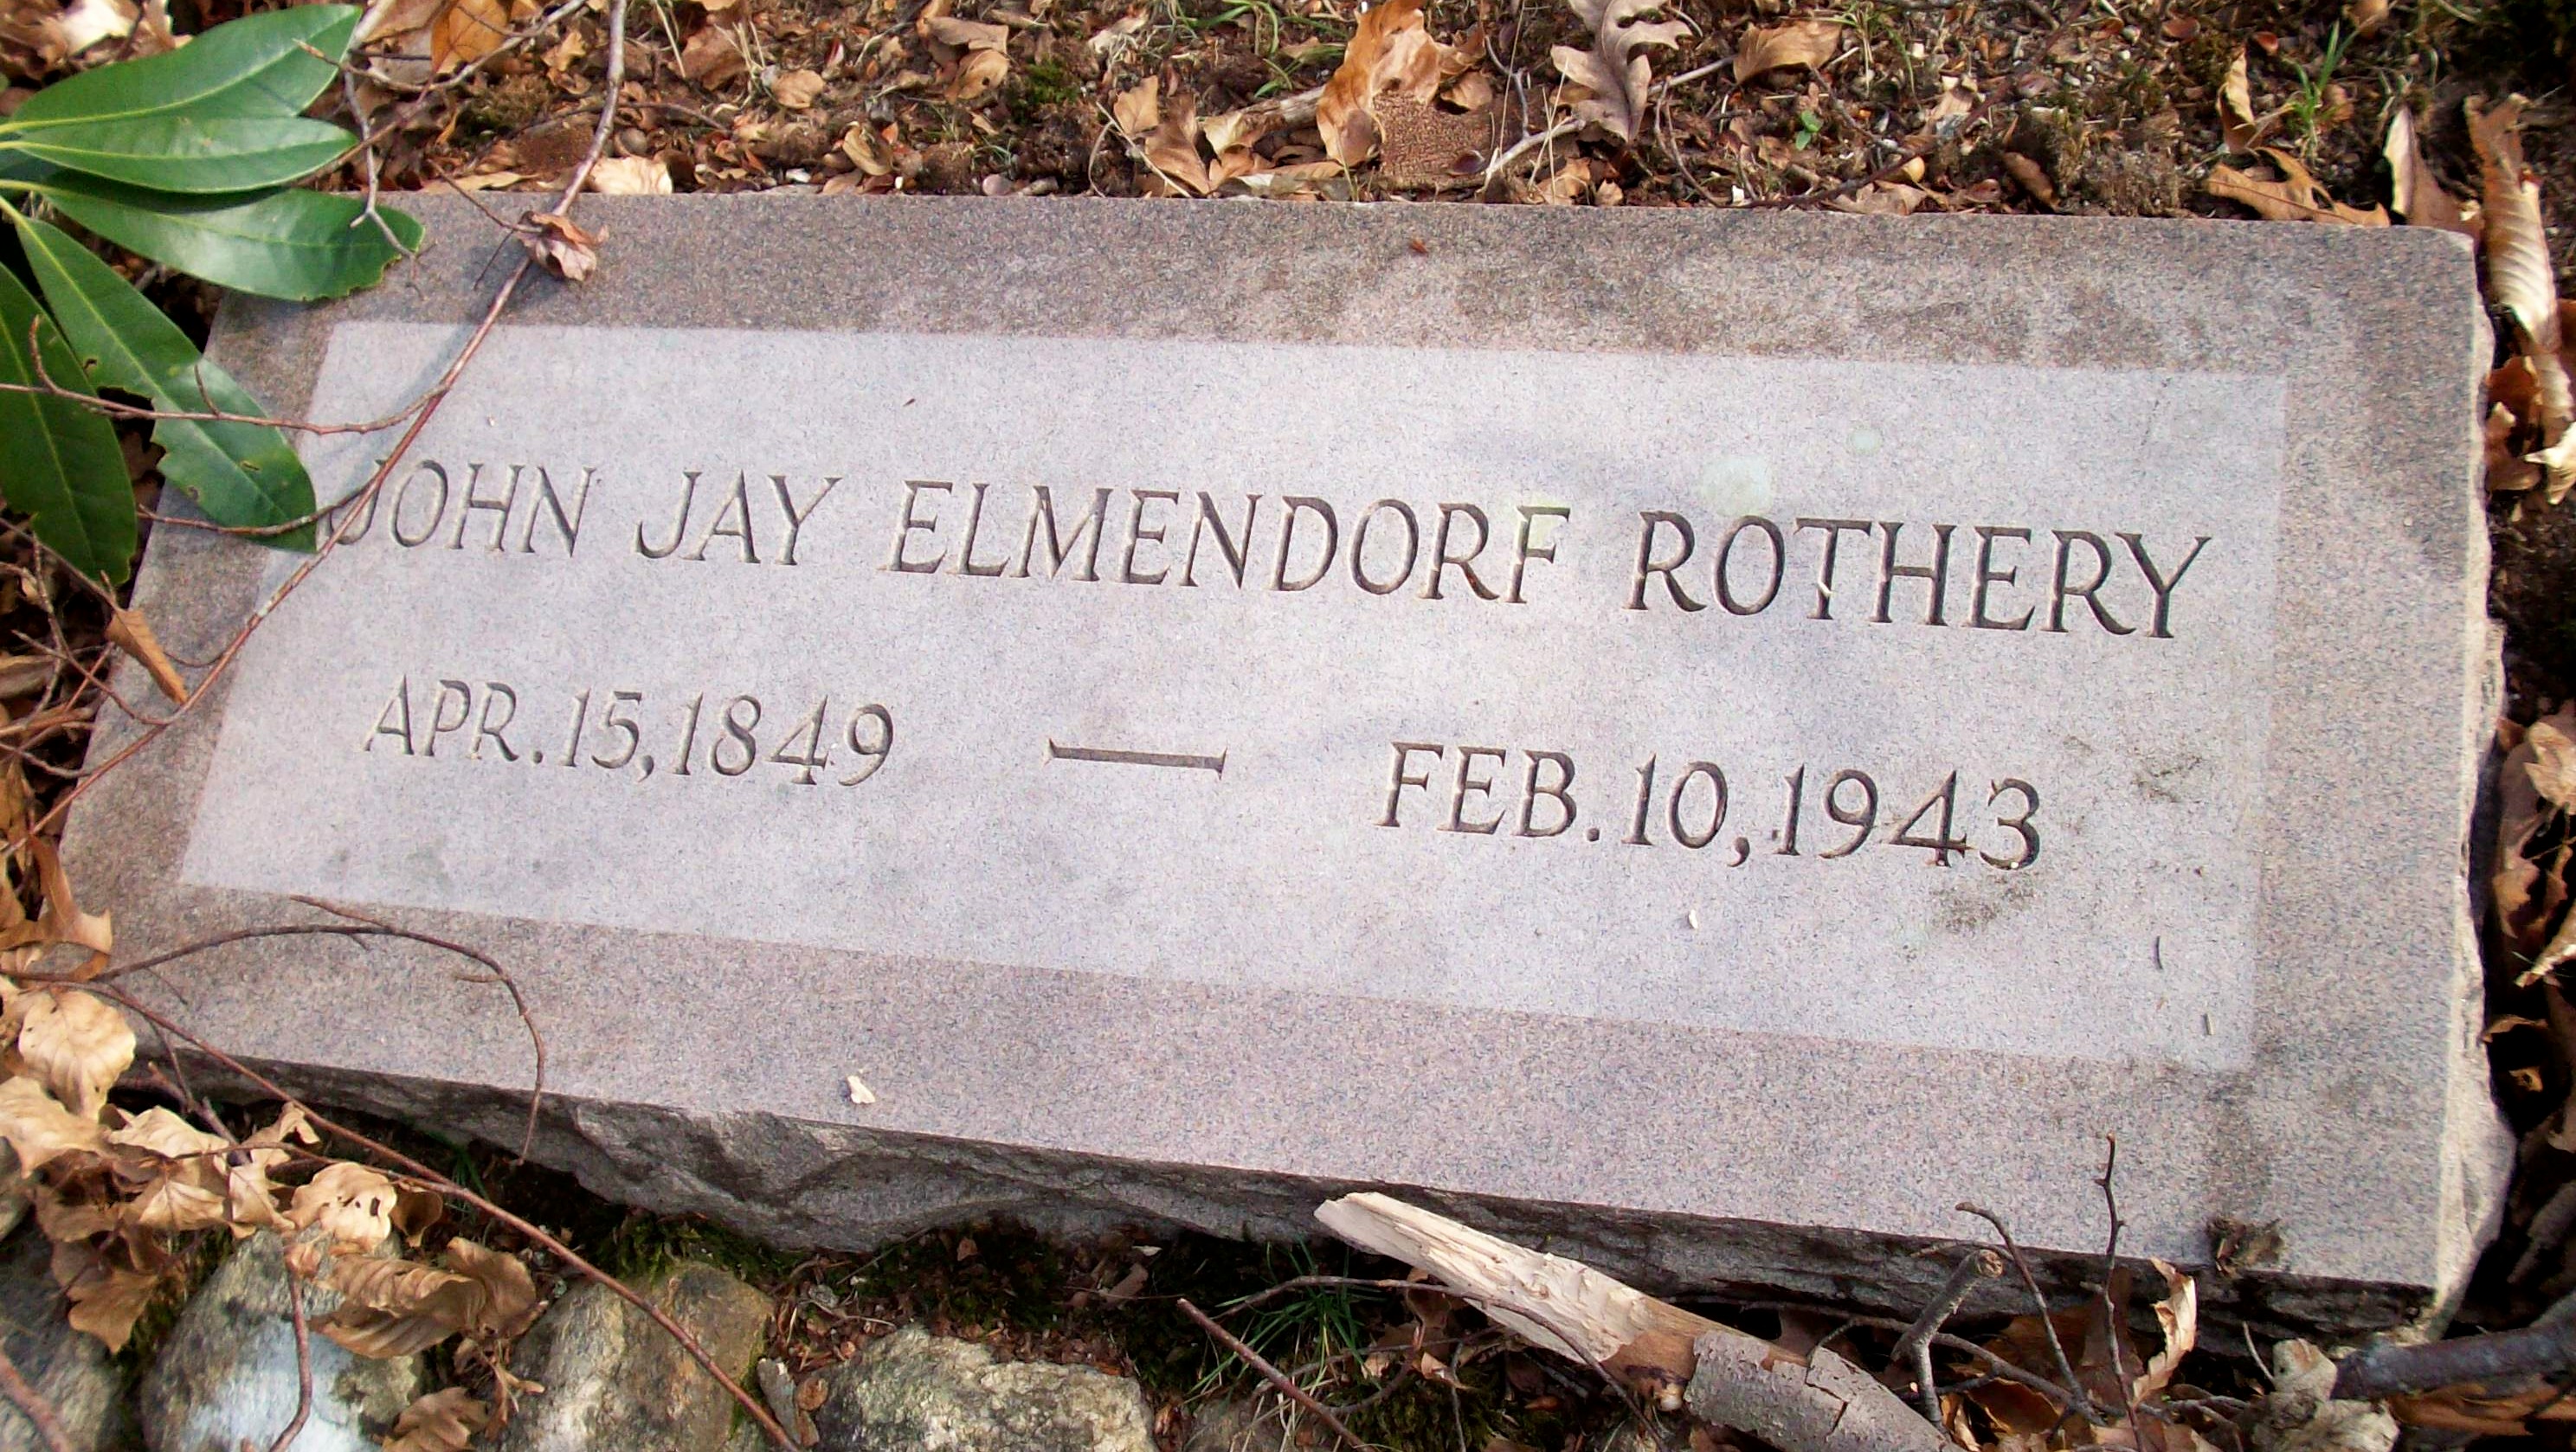 JOHN JAY ELMENDORF ROTHERY
APR. 15, 1849 — FEB. 10, 1943